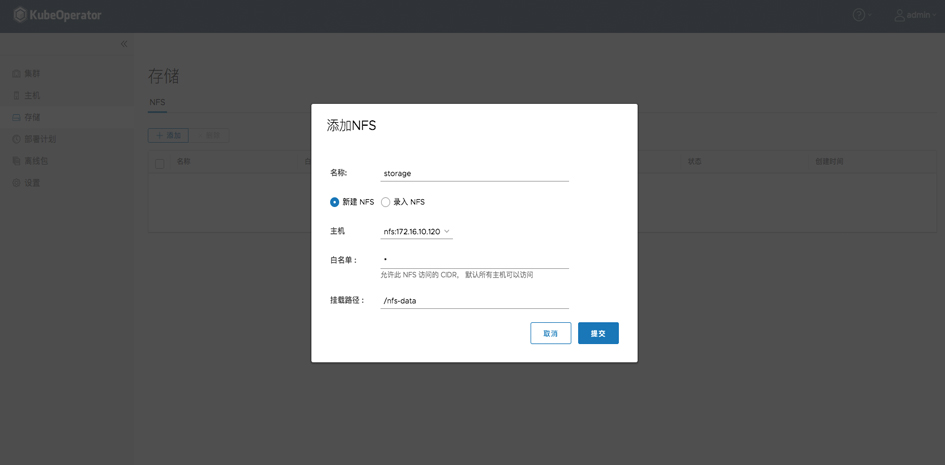 KubeOperator
admin
集群
主机
存储
部署计划
离线包
设置
存储
NFS
+ 添加
名称
状态
创建时间
添加NFS
名称:
storage
新建 NFS
录入 NFS
主机
nfs:172.16.10.120
白名单 :
*
允许此 NFS 访问的 CIDR, 默认所有主机可以访问
挂载路径 :
/nfs-data
取消
提交